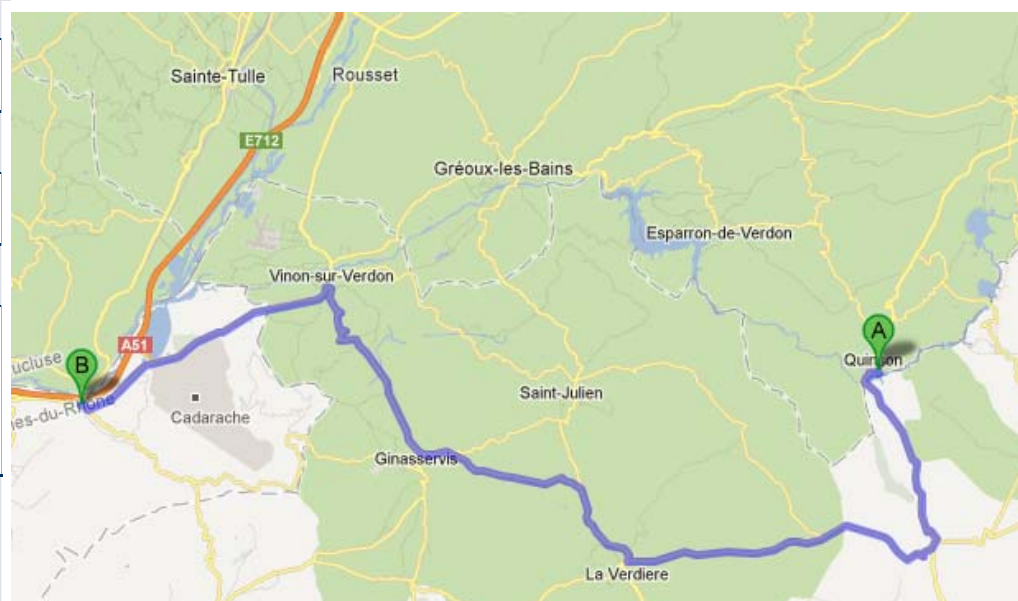 Sainte-Tulle
Rousset
E712
Gréoux-les-Bains
Esparron-de-Verdon
Vinon-sur-Verdon
A
A51
B
Saint-Julien
Cadarache
Ginasservis
La Verdiere